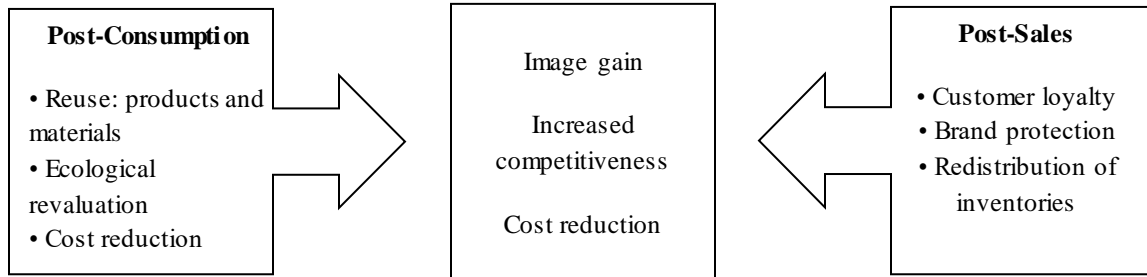 Post-Consumption
• Reuse: products and
materials
• Ecological
revaluation
• Cost reduction
Image gain
Increased
competitiveness
Cost reduction
Post-Sales
• Customer loyalty
• Brand protection
• Redistribution of
inventories